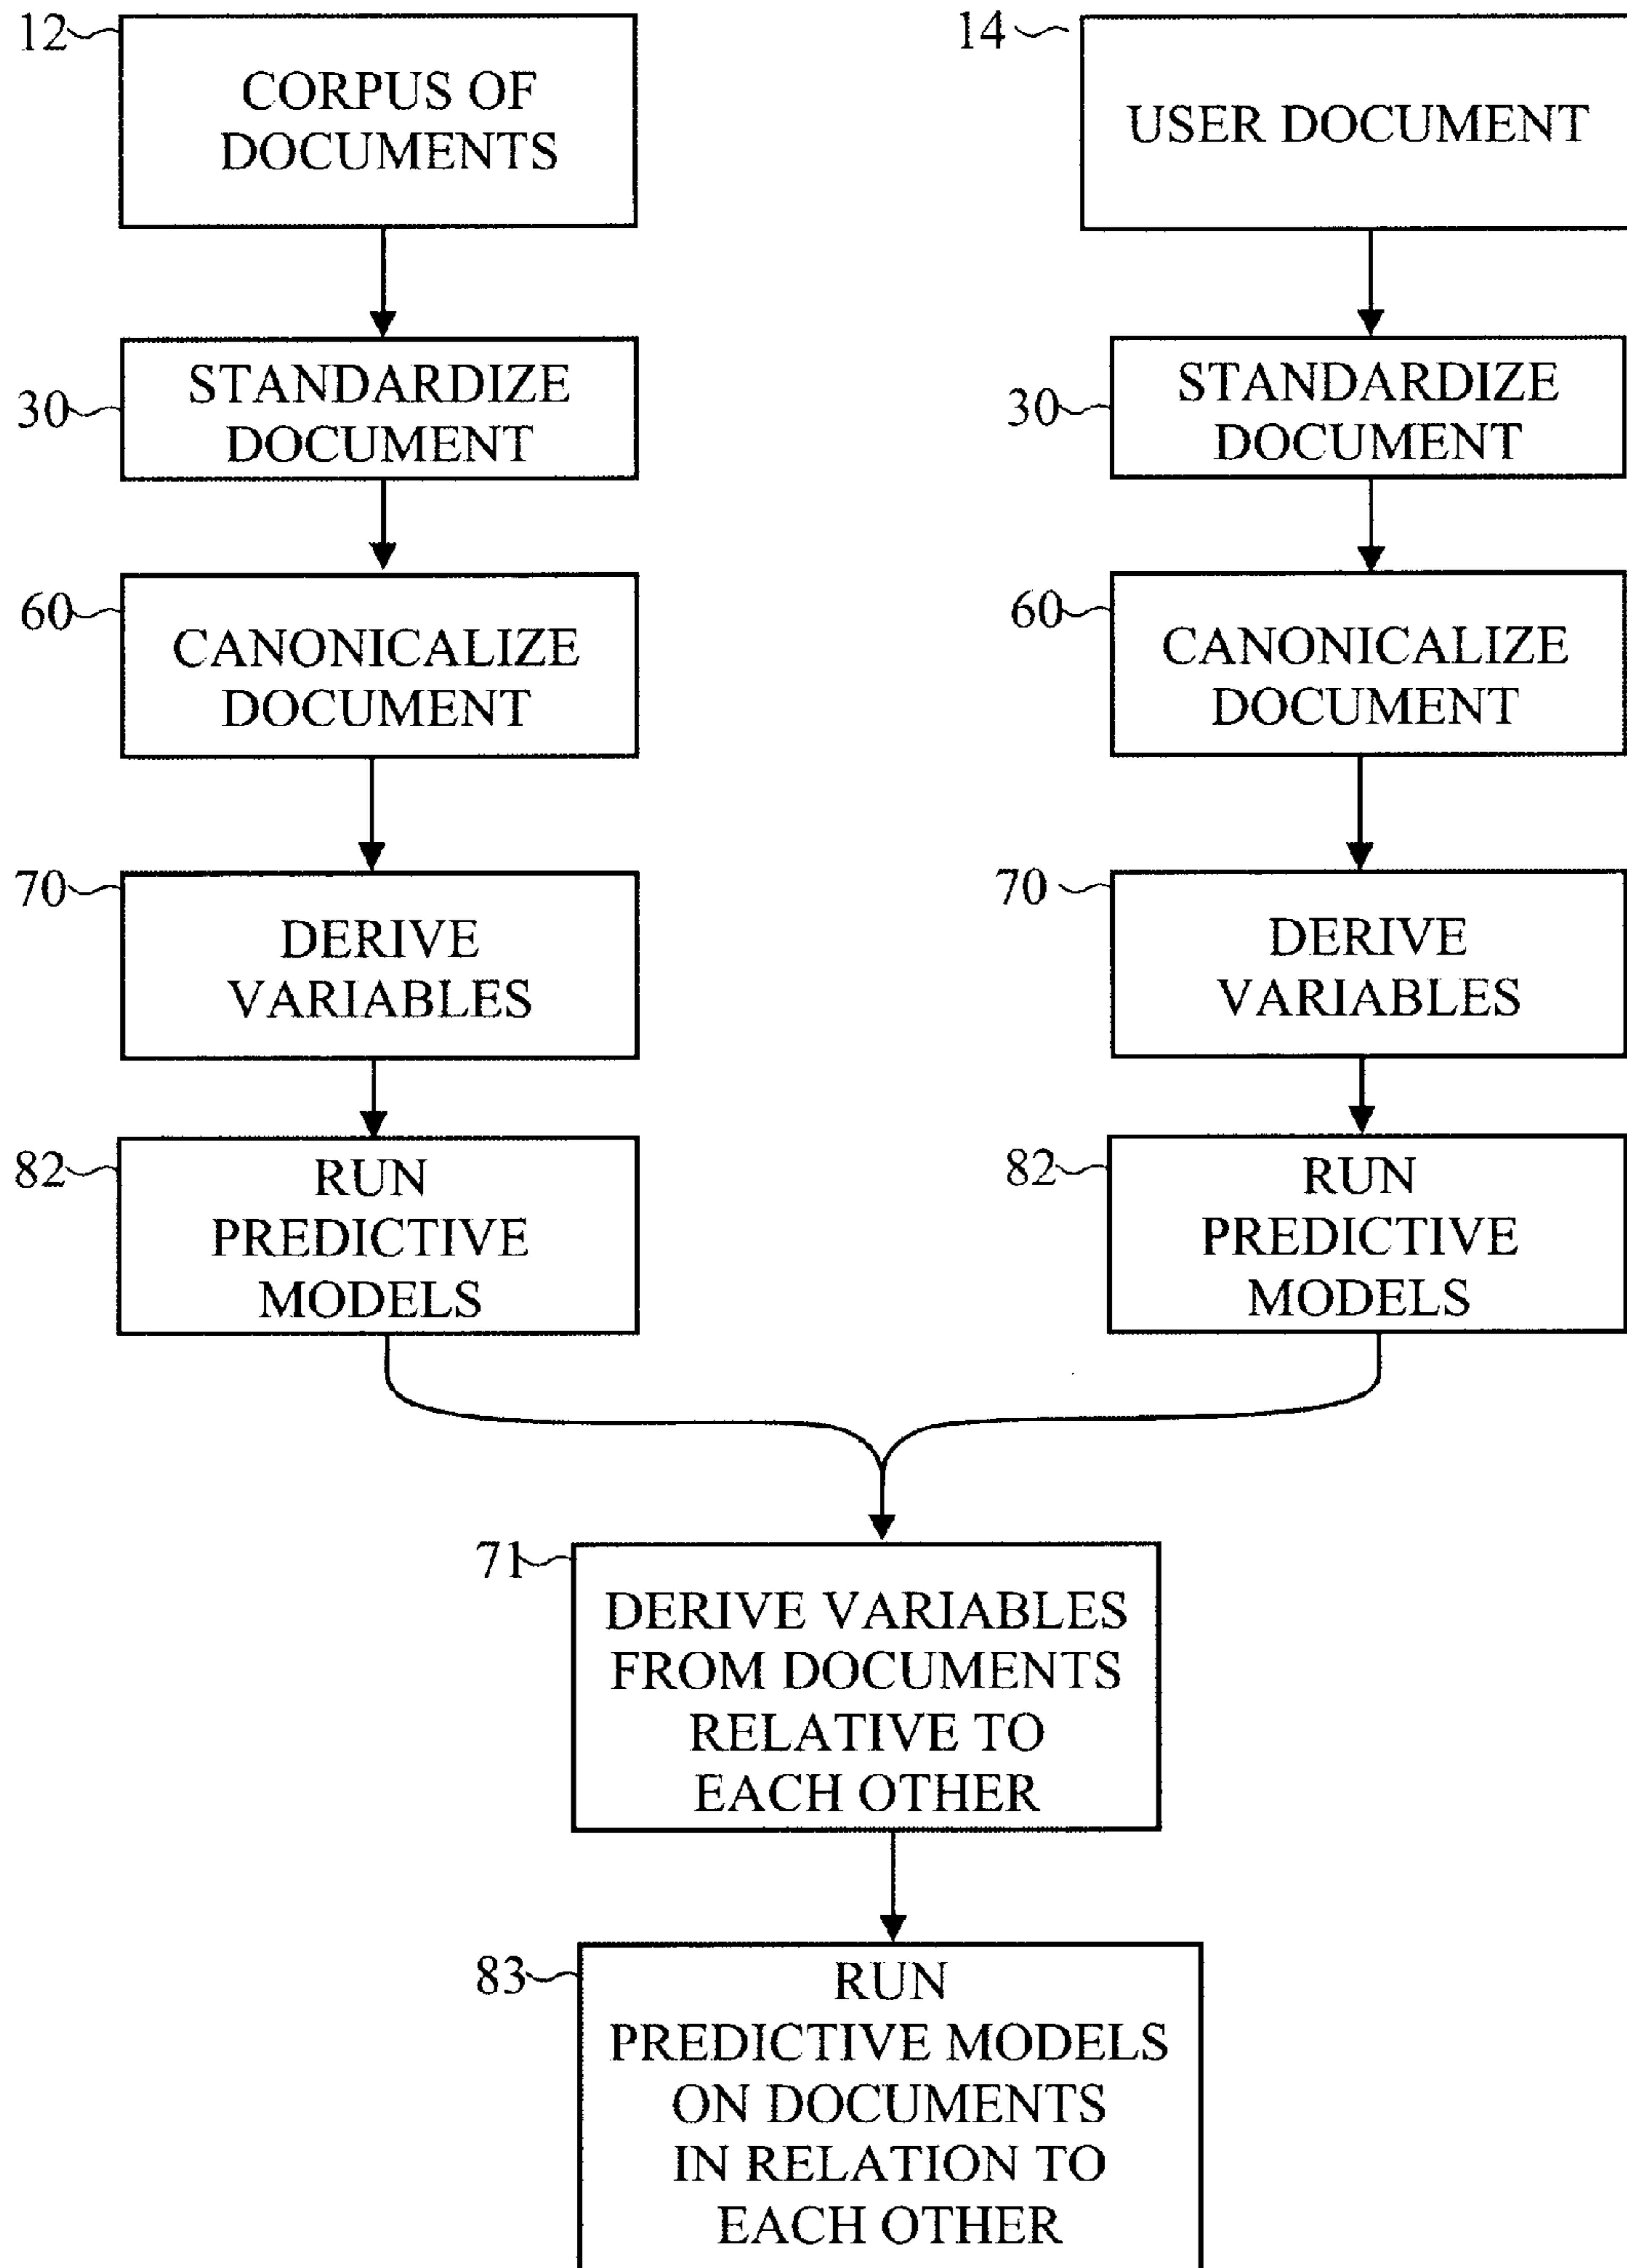 12
CORPUS OF
DOCUMENTS
14
USER DOCUMENT
30
STANDARDIZE
DOCUMENT
30
STANDARDIZE
DOCUMENT
60
CANONICALIZE
DOCUMENT
60
CANONICALIZE
DOCUMENT
70
DERIVE
VARIABLES
70
DERIVE
VARIABLES
82
RUN
PREDICTIVE
MODELS
82
RUN
PREDICTIVE
MODELS
71
DERIVE VARIABLES
FROM DOCUMENTS
RELATIVE TO
EACH OTHER
83
RUN
PREDICTIVE MODELS
ON DOCUMENTS
IN RELATION TO
EACH OTHER